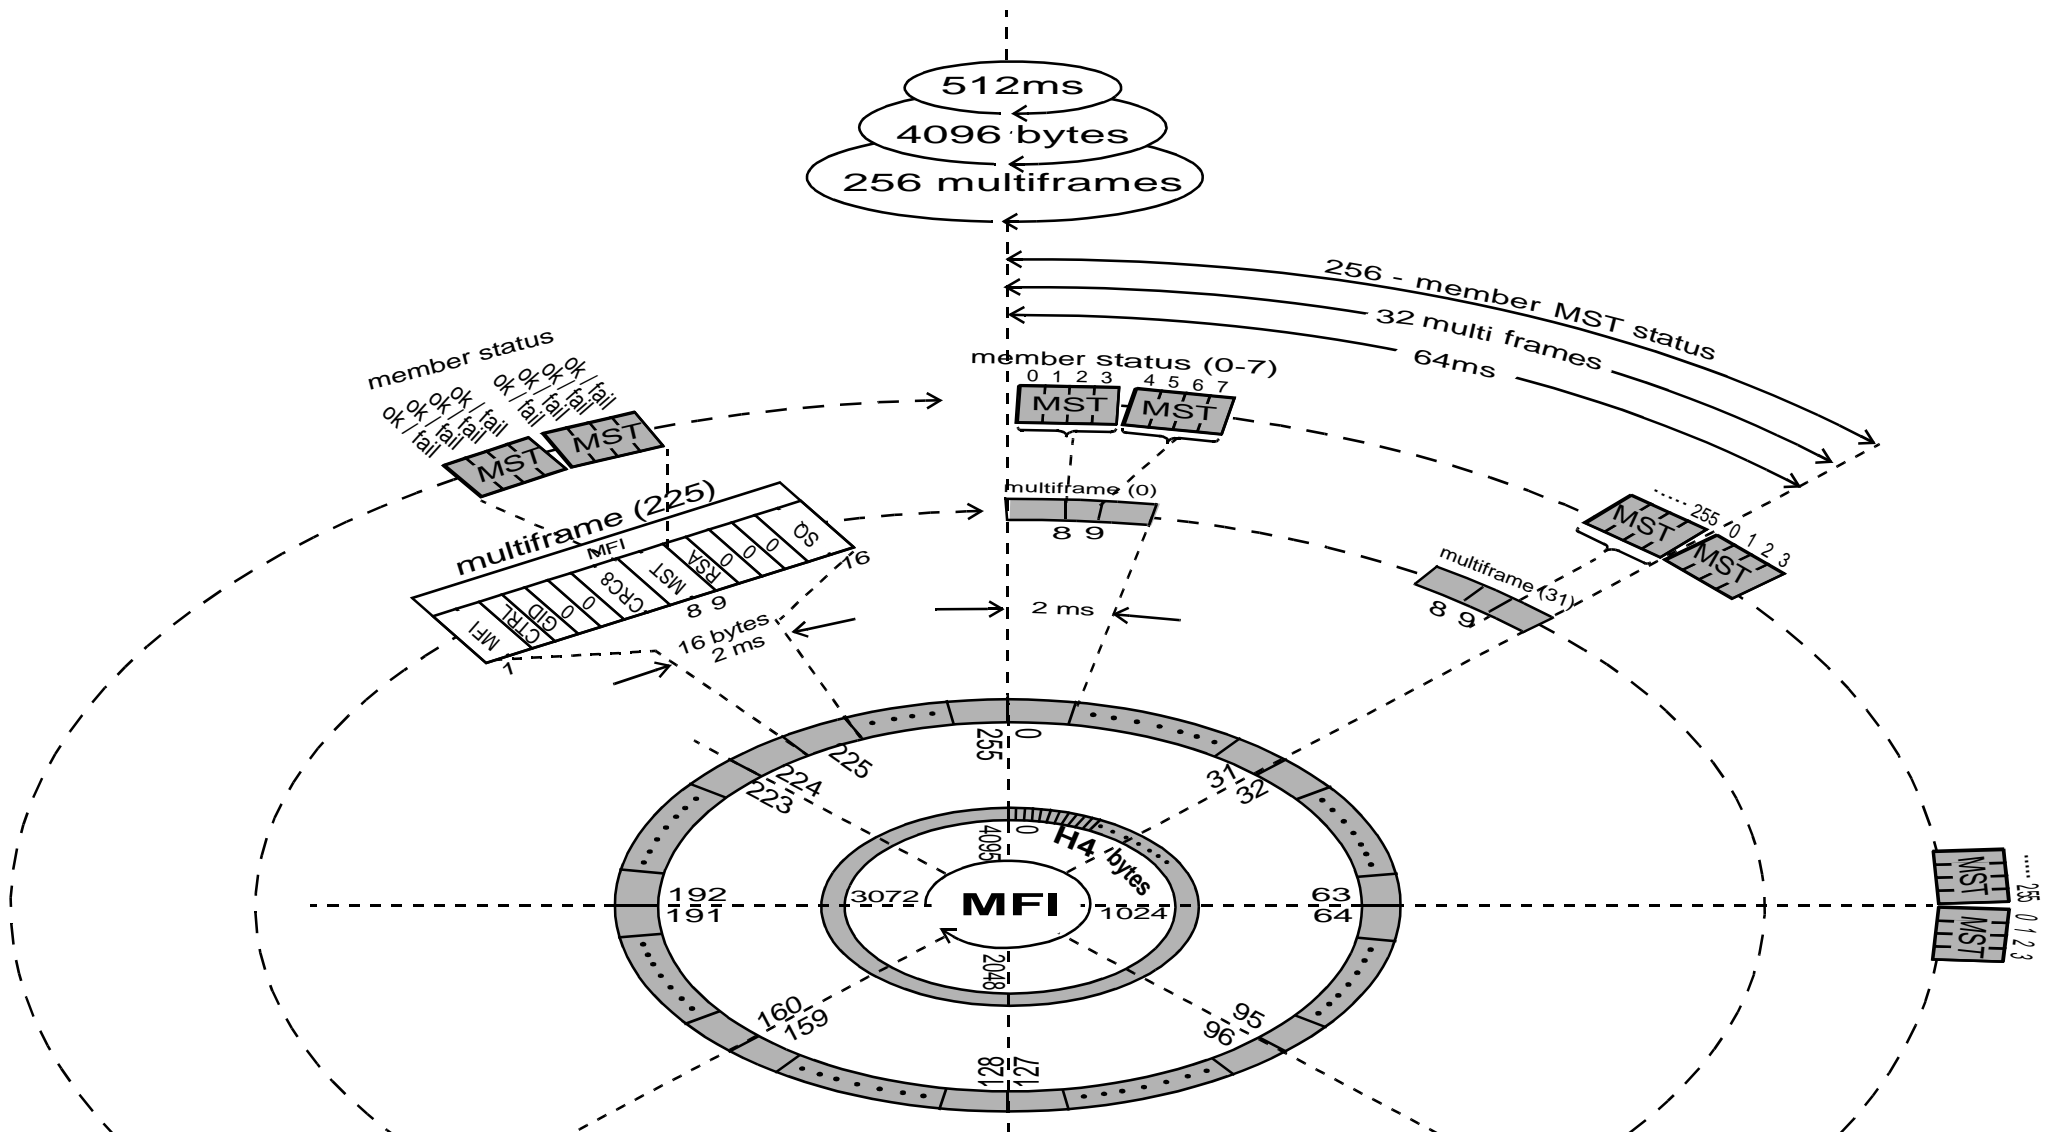 512ms
4096 bytes
256 multiframes
256 - member MST status
32 multi frames
64ms
member status
ok / fail
ok / fail
ok / fail
ok / fail
ok / fail
ok / fail
ok / fail
ok / fail
MST
MST
member status (0-7)
0 1 2 3
4 5 6 7
MST
MST
multiframe (225)
MFI
MFI
CTRL
GID
0
0
CRC8
MST
RSA
0
0
0
SQ
1
8 9
16
16 bytes
2 ms
multiframe (0)
8 9
2 ms
multiframe (31)
8 9
..... 255 0 1 2 3
MST
MST
255
0
224
225
223
31
32
192
191
63
64
160
159
95
96
128
127
4095
0
H4 bytes
3072
MFI
1024
2048
MST
MST
..... 255 0 1 2 3